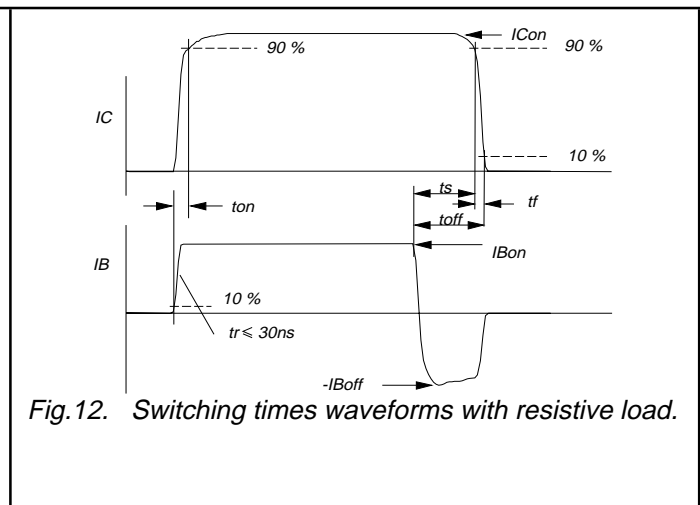 ICon
90 %
90 %
IC
10 %
ts
ton
tf
toff
IB
IBon
10 %
tr ⩽ 30ns
-IBoff
Fig.12. Switching times waveforms with resistive load.